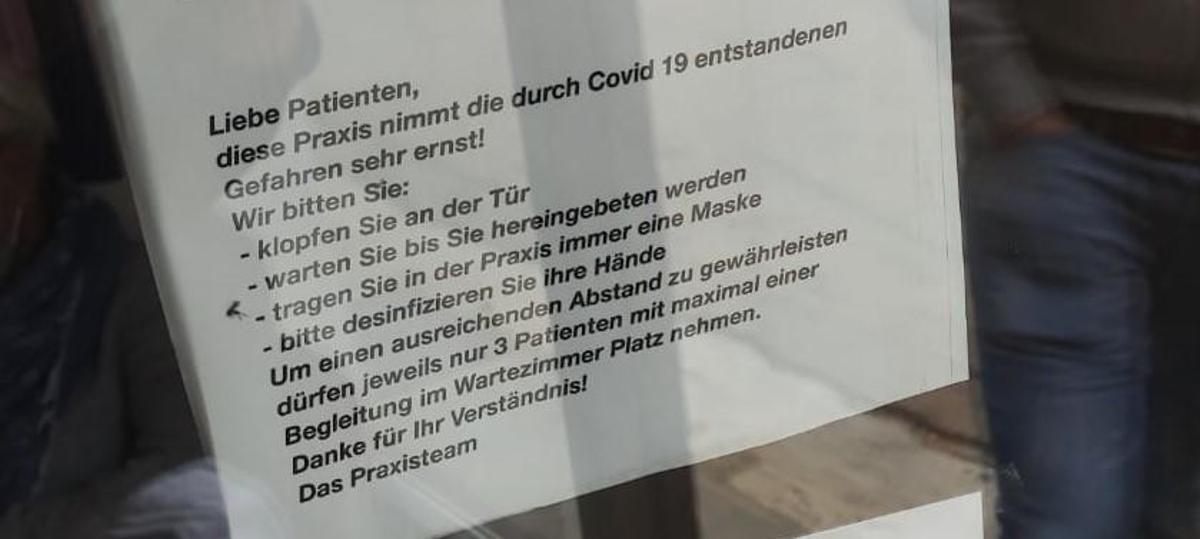 Liebe Patienten,
diese Praxis nimmt die durch Covid 19 entstandenen
Gefahren sehr ernst!
Wir bitten Sie:
- klopfen Sie an der Tür
- warten Sie bis Sie hereingebeten werden
- tragen Sie in der Praxis immer eine Maske
- bitte desinfizieren Sie ihre Hände
Um einen ausreichenden Abstand zu gewährleisten
dürfen jeweils nur 3 Patienten mit maximal einer
Begleitung im Wartezimmer Platz nehmen.
Danke für Ihr Verständnis!
Das Praxisteam